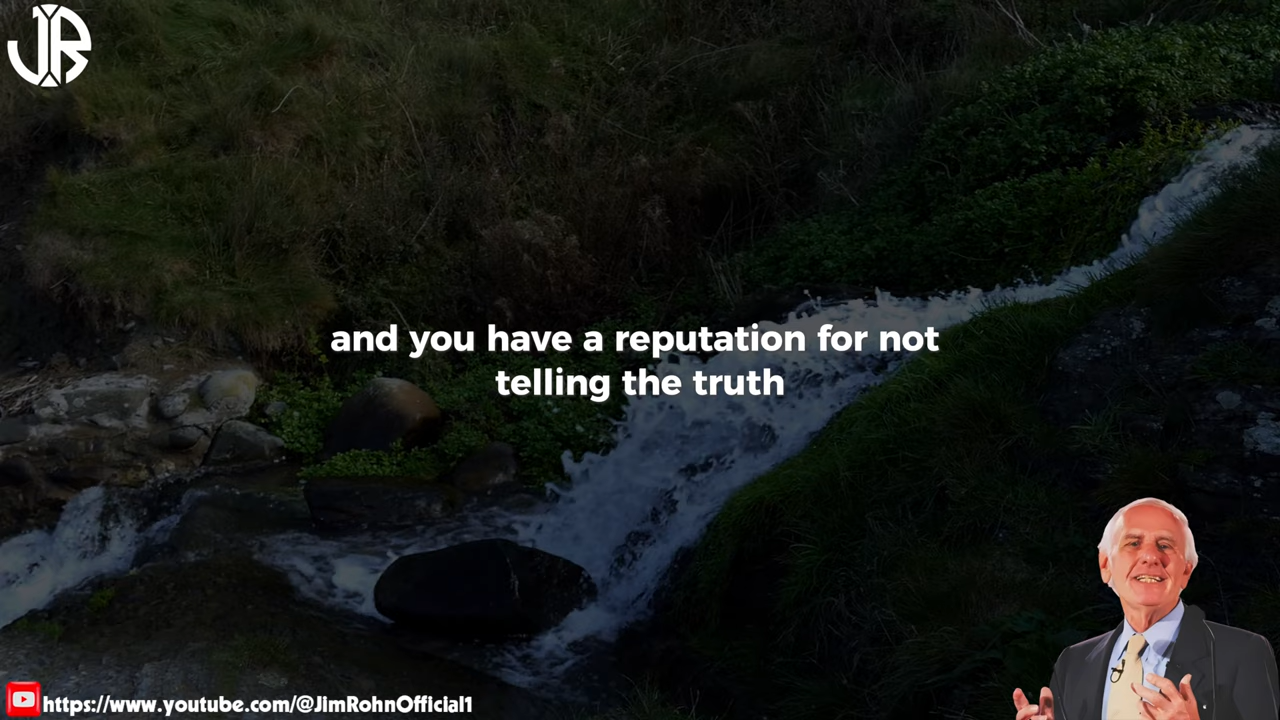 JR
and you have a reputation for not
telling the truth
https://www.youtube.com/@JimRohnOfficial1